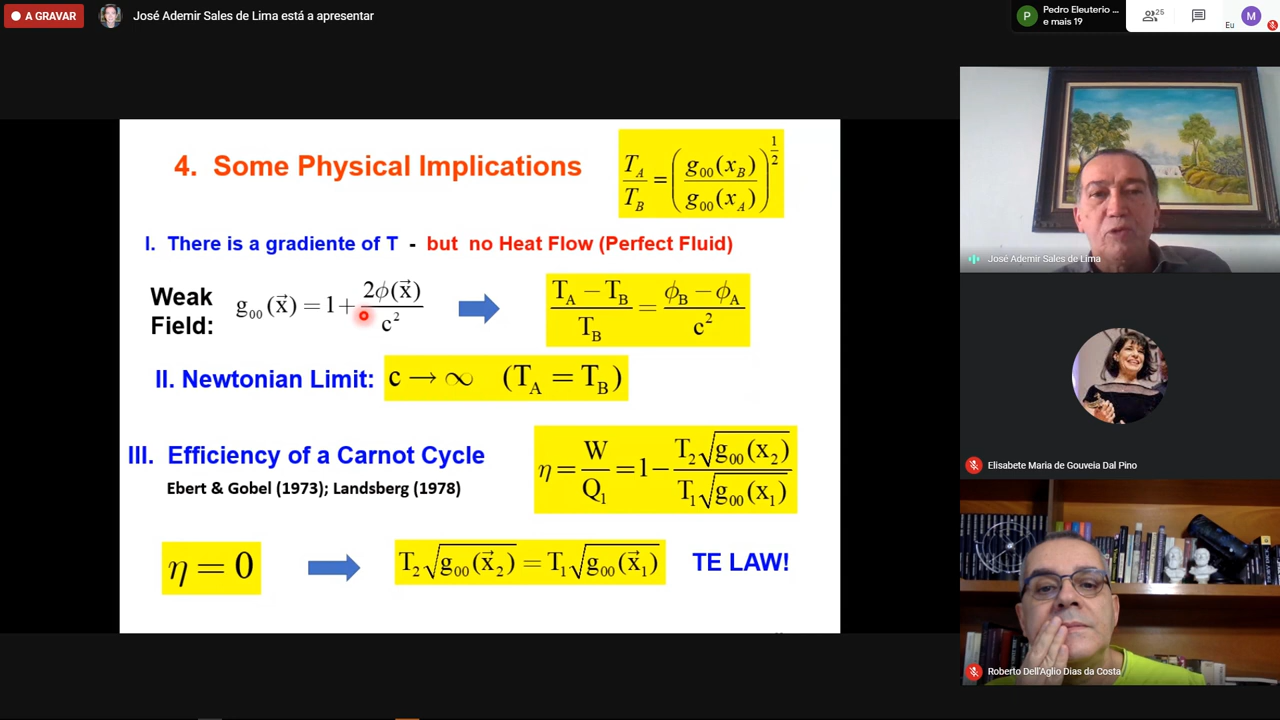 A GRAVAR
José Ademir Sales de Lima está a apresentar
P
Pedro Eleuterio ...
e mais 19
25
Eu
M
4. Some Physical Implications
T_A/T_B = (g_00(x_B)/g_00(x_A))^(1/2)
I. There is a gradiente of T - but no Heat Flow (Perfect Fluid)
Weak
Field:
g_00(x⃗) = 1 + 2ϕ(x⃗)/c²
(T_A − T_B)/T_B = (ϕ_B − ϕ_A)/c²
II. Newtonian Limit: c → ∞ (T_A = T_B)
III. Efficiency of a Carnot Cycle
Ebert & Gobel (1973); Landsberg (1978)
η = W/Q_1 = 1 − T_2√g_00(x_2)/T_1√g_00(x_1)
η = 0
T_2√g_00(x⃗_2) = T_1√g_00(x⃗_1)
TE LAW!
José Ademir Sales de Lima
Elisabete Maria de Gouveia Dal Pino
Roberto Dell'Aglio Dias da Costa